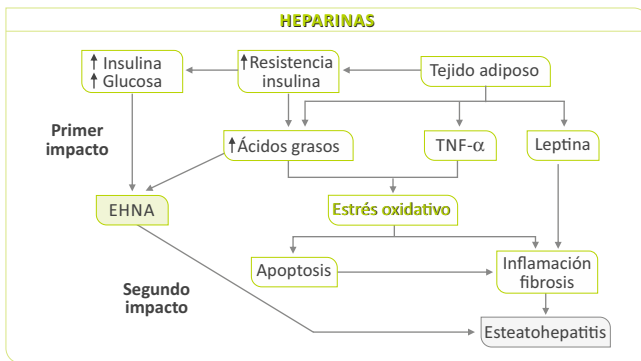 HEPARINAS
↑ Insulina
↑ Glucosa
↑ Resistencia
insulina
Tejido adiposo
Primer
impacto
↑ Ácidos grasos
TNF-α
Leptina
EHNA
Estrés oxidativo
Apoptosis
Inflamación
fibrosis
Segundo
impacto
Esteatohepatitis